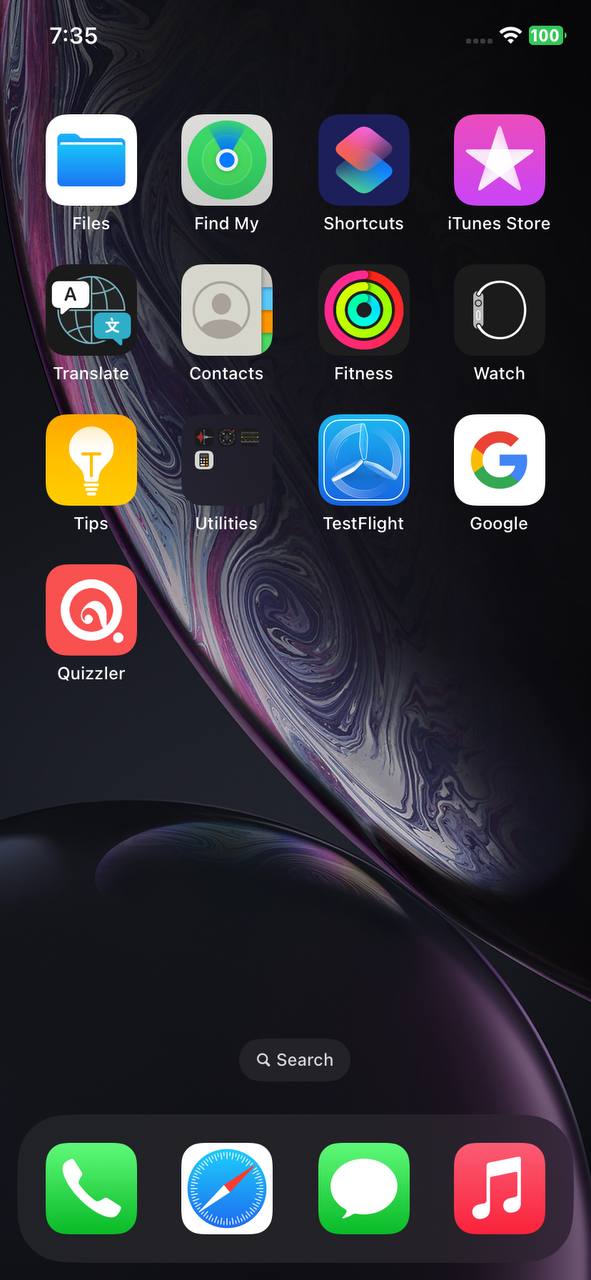 7:35
100
Files
Find My
Shortcuts
iTunes Store
A
文
Translate
Contacts
Fitness
Watch
Tips
Utilities
TestFlight
Google
Quizzler
Search